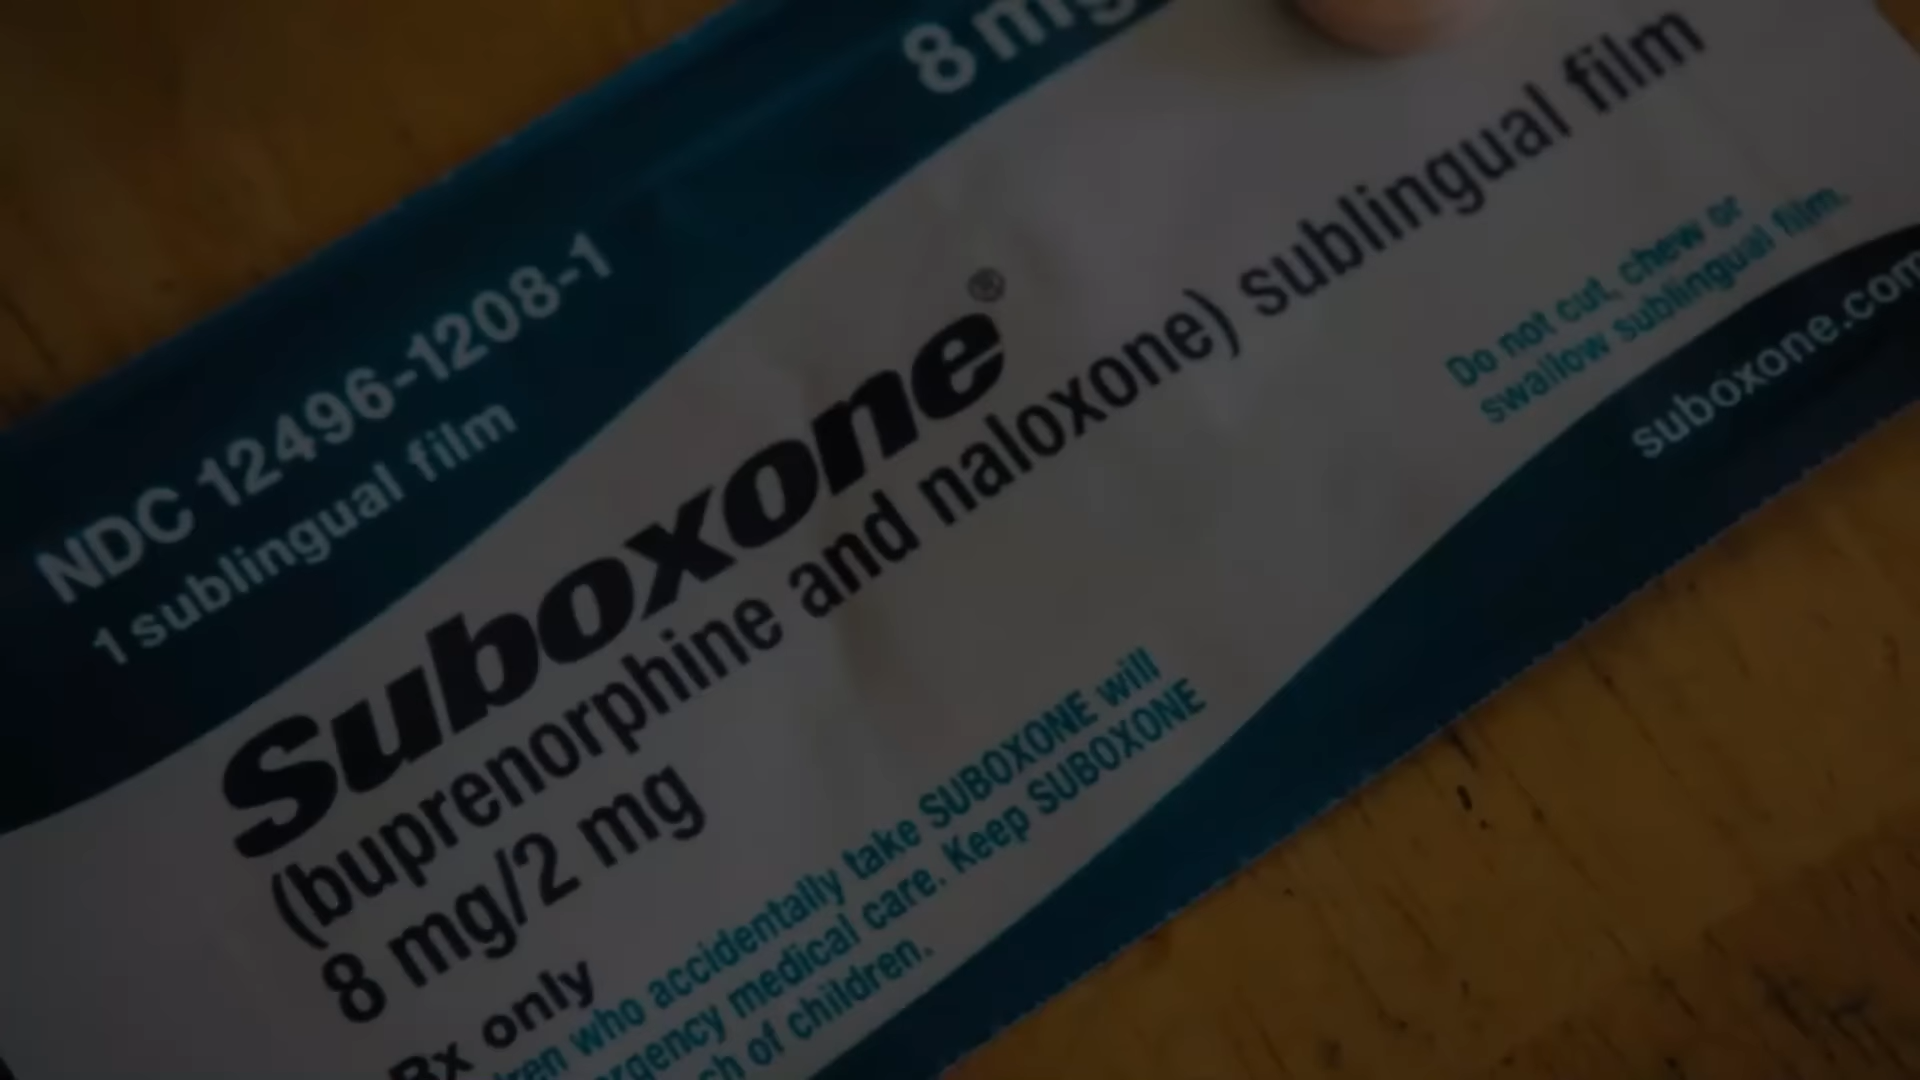 8 mg
NDC 12496-1208-1
1 sublingual film
Suboxone®
(buprenorphine and naloxone) sublingual film
8 mg/2 mg
Rx only
Do not cut, chew or
swallow sublingual film.
suboxone.com
who accidentally take SUBOXONE will
medical care. Keep SUBOXONE
of children.